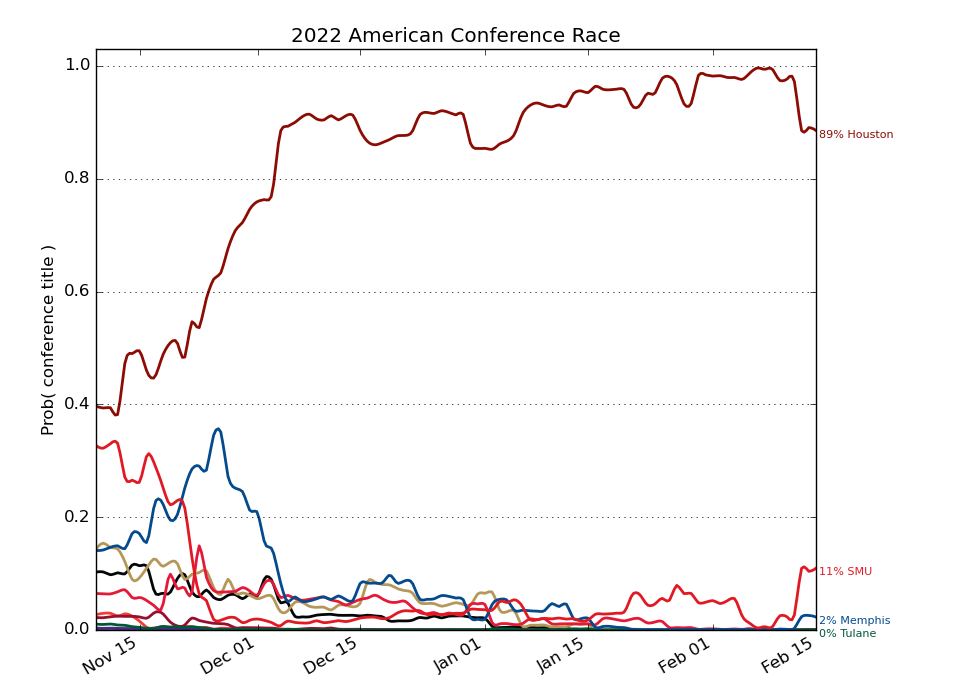 2022 American Conference Race
Prob( conference title )
1.0
0.8
0.6
0.4
0.2
0.0
Nov 15
Dec 01
Dec 15
Jan 01
Jan 15
Feb 01
Feb 15
89% Houston
11% SMU
2% Memphis
0% Tulane